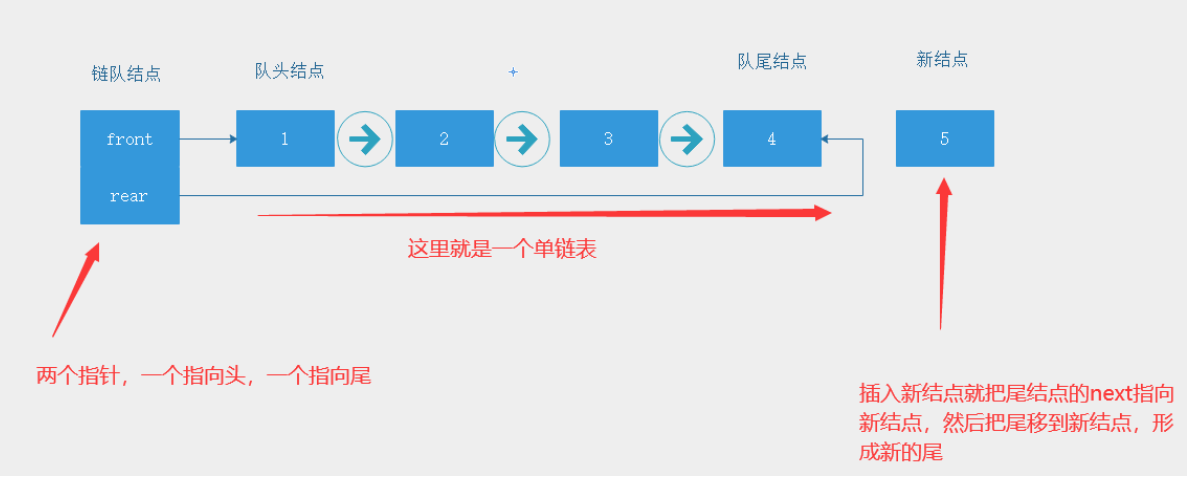 链队结点
队头结点
队尾结点
新结点
front
1
2
3
4
5
rear
这里就是一个单链表
两个指针，一个指向头，一个指向尾
插入新结点就把尾结点的next指向
新结点，然后把尾移到新结点，形
成新的尾